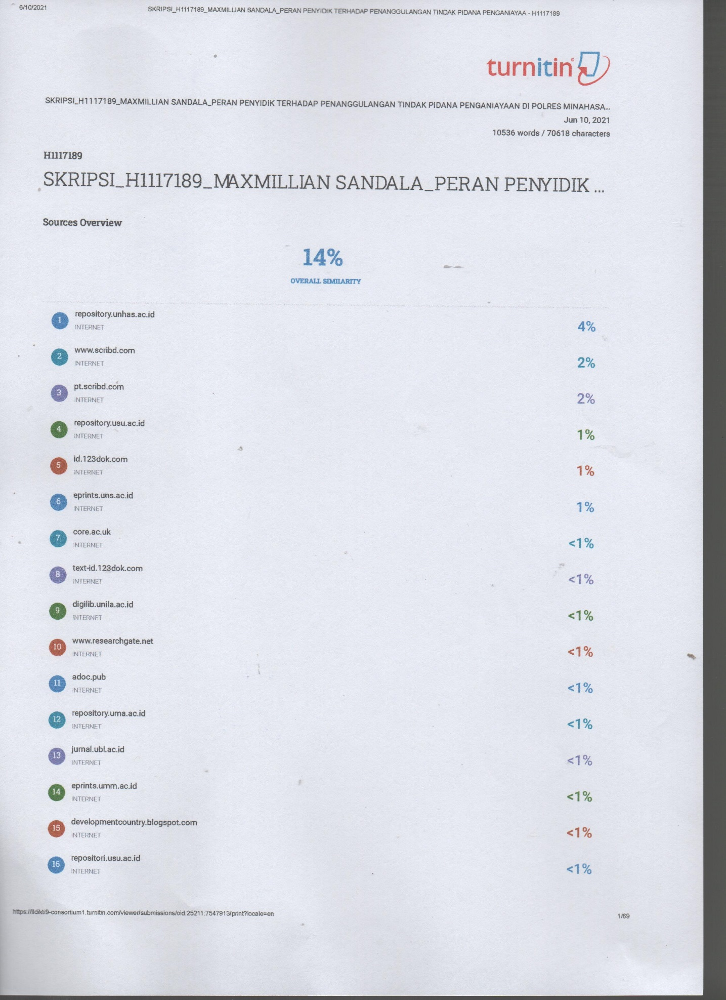 6/10/2021
SKRIPSI_H1117189_MAXMILLIAN SANDALA_PERAN PENYIDIK TERHADAP PENANGGULANGAN TINDAK PIDANA PENGANIAYAA - H1117189
turnitin
SKRIPSI_H1117189_MAXMILLIAN SANDALA_PERAN PENYIDIK TERHADAP PENANGGULANGAN TINDAK PIDANA PENGANIAYAAN DI POLRES MINAHASA...
Jun 10, 2021
10536 words / 70618 characters
H1117189
SKRIPSI_H1117189_MAXMILLIAN SANDALA_PERAN PENYIDIK ...
Sources Overview
14%
OVERALL SIMILARITY
1 repository.unhas.ac.id 4%
INTERNET
2 www.scribd.com 2%
INTERNET
3 pt.scribd.com 2%
INTERNET
4 repository.usu.ac.id 1%
INTERNET
5 id.123dok.com 1%
INTERNET
6 eprints.uns.ac.id 1%
INTERNET
7 core.ac.uk <1%
INTERNET
8 text-id.123dok.com <1%
INTERNET
9 digilib.unila.ac.id <1%
INTERNET
10 www.researchgate.net <1%
INTERNET
11 adoc.pub <1%
INTERNET
12 repository.uma.ac.id <1%
INTERNET
13 jurnal.ubl.ac.id <1%
INTERNET
14 eprints.umm.ac.id <1%
INTERNET
15 developmentcountry.blogspot.com <1%
INTERNET
16 repositori.usu.ac.id <1%
INTERNET
https://lldikti9-consortium1.turnitin.com/viewer/submissions/oid:25211:7547913/print?locale=en
1/69